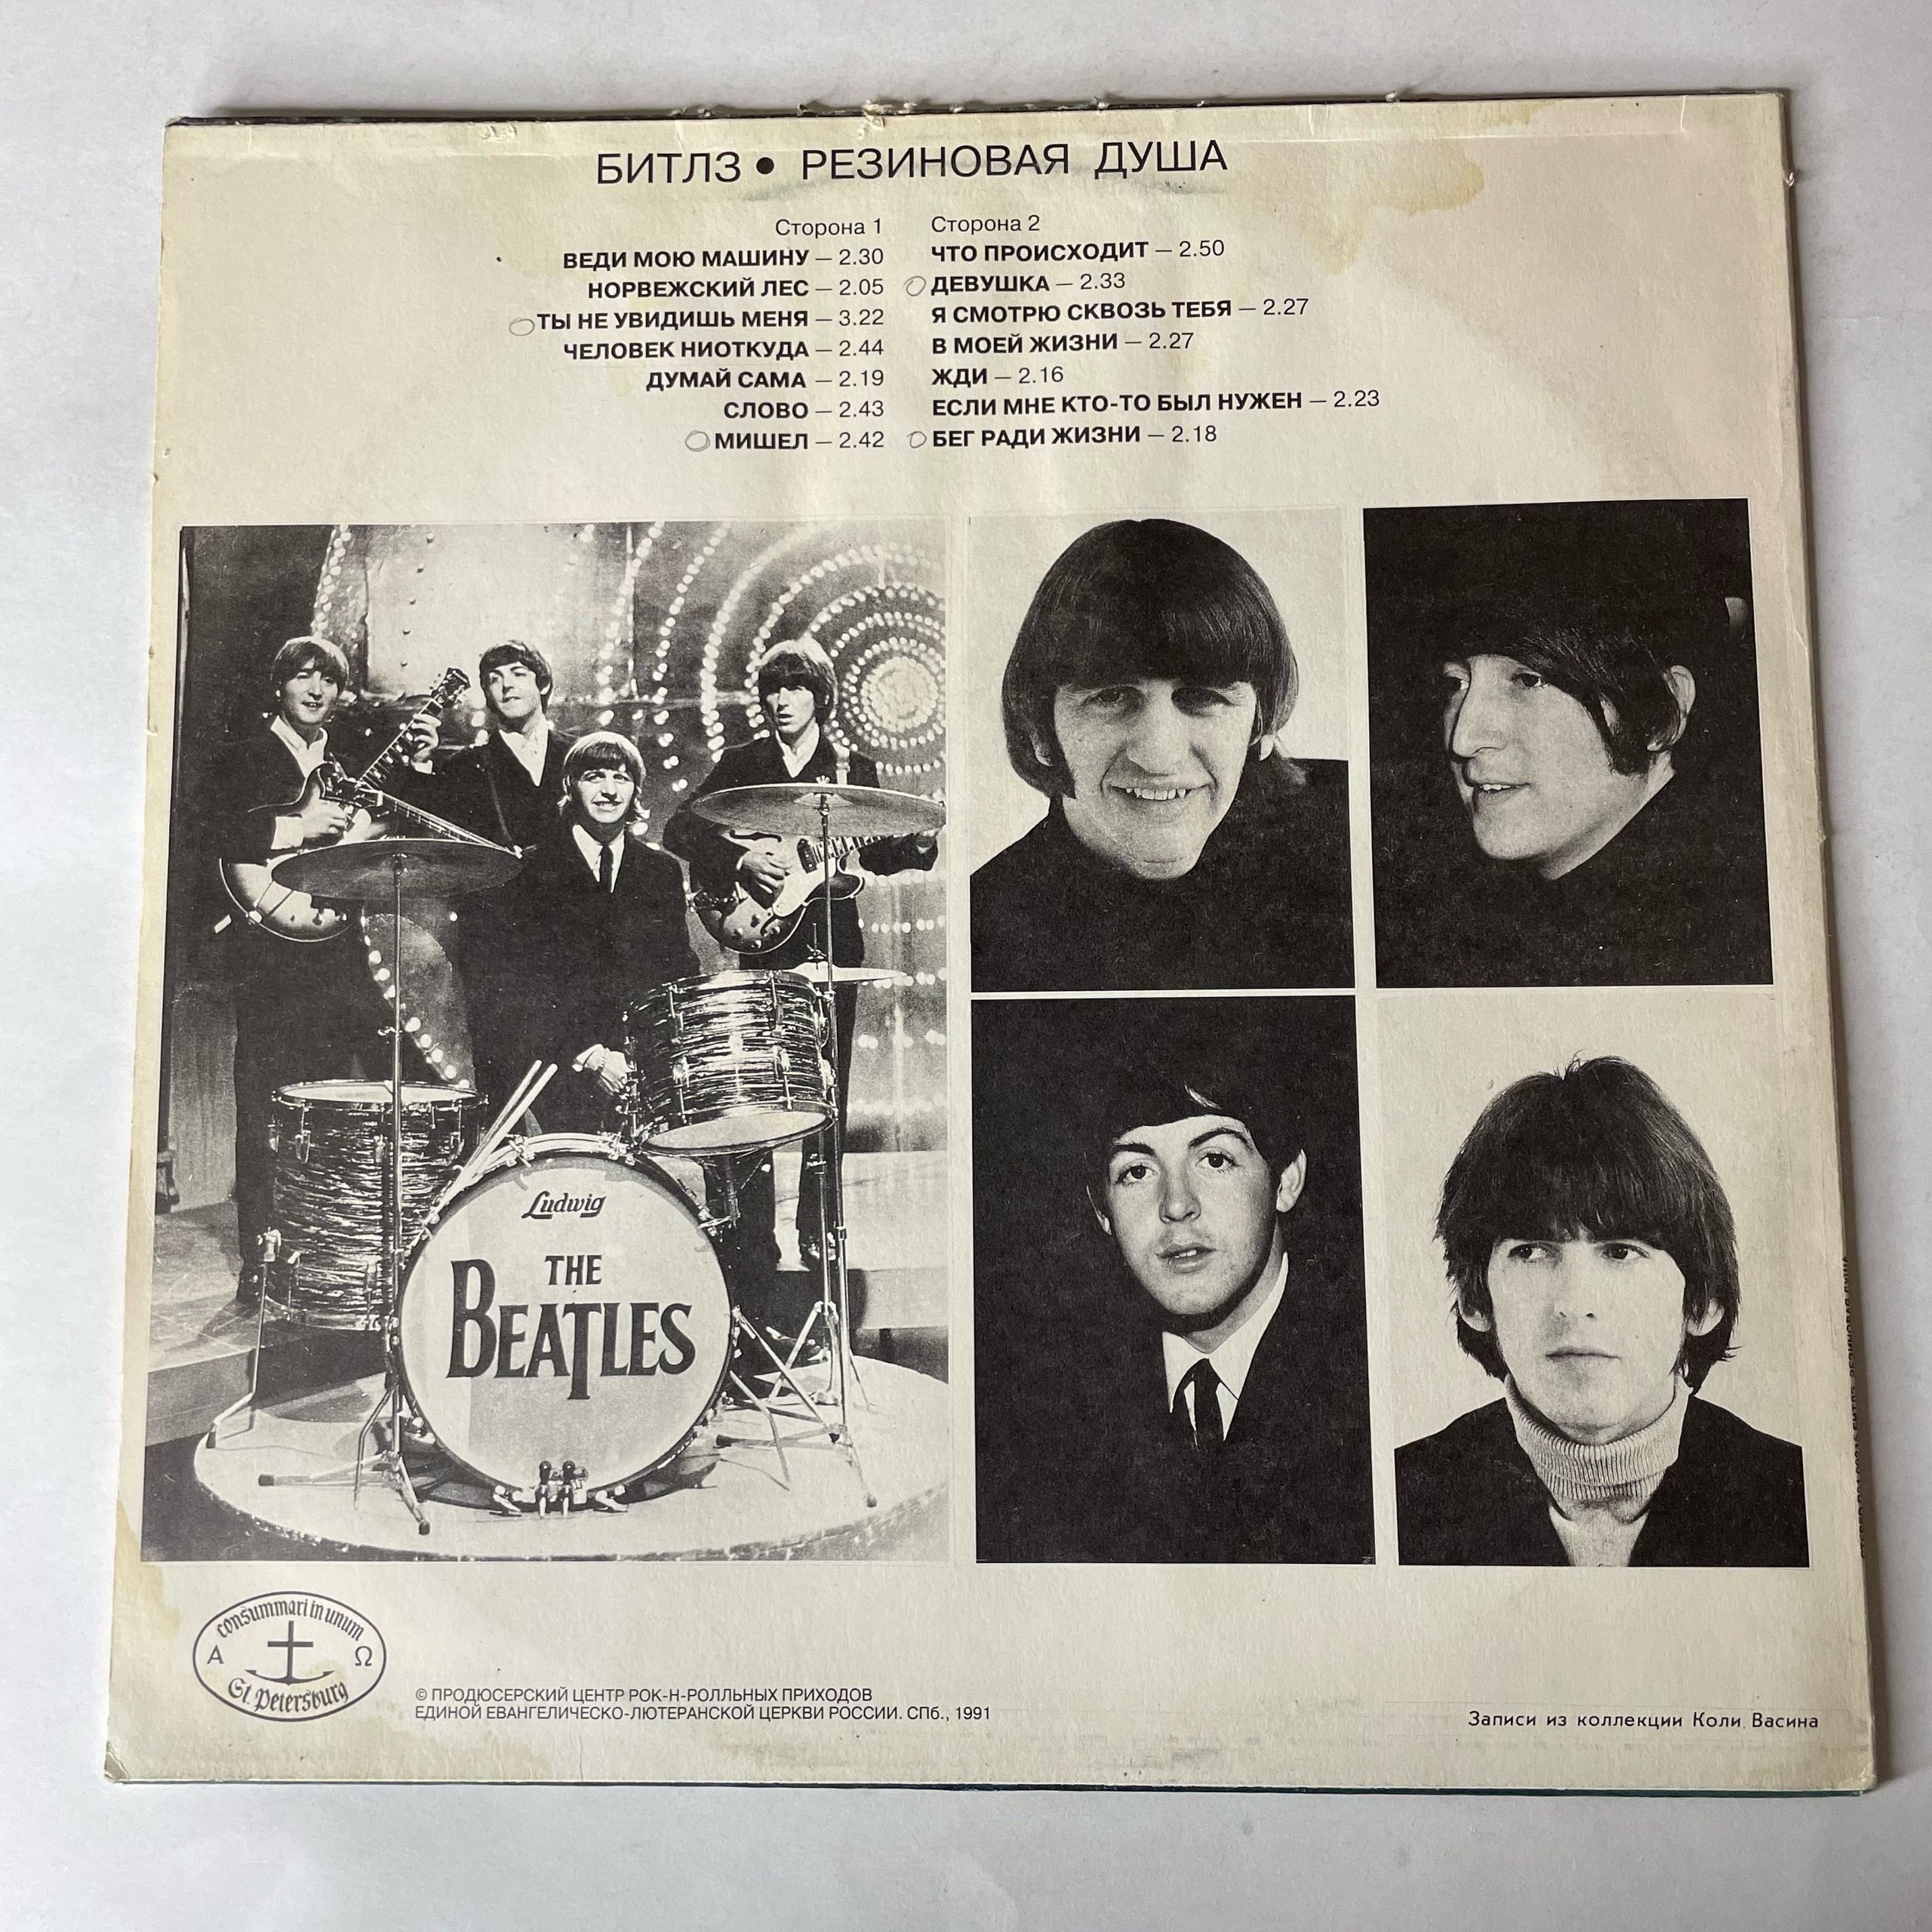 БИТЛЗ • РЕЗИНОВАЯ ДУША
Сторона 1
ВЕДИ МОЮ МАШИНУ — 2.30
НОРВЕЖСКИЙ ЛЕС — 2.05
ТЫ НЕ УВИДИШЬ МЕНЯ — 3.22
ЧЕЛОВЕК НИОТКУДА — 2.44
ДУМАЙ САМА — 2.19
СЛОВО — 2.43
МИШЕЛ — 2.42
Сторона 2
ЧТО ПРОИСХОДИТ — 2.50
ДЕВУШКА — 2.33
Я СМОТРЮ СКВОЗЬ ТЕБЯ — 2.27
В МОЕЙ ЖИЗНИ — 2.27
ЖДИ — 2.16
ЕСЛИ МНЕ КТО-ТО БЫЛ НУЖЕН — 2.23
БЕГ РАДИ ЖИЗНИ — 2.18
Ludwig
THE
BEATLES
consummari in unum
Α Ω
St. Petersburg
© ПРОДЮСЕРСКИЙ ЦЕНТР РОК-Н-РОЛЛЬНЫХ ПРИХОДОВ
ЕДИНОЙ ЕВАНГЕЛИЧЕСКО-ЛЮТЕРАНСКОЙ ЦЕРКВИ РОССИИ. СПб., 1991
Записи из коллекции Коли Васина